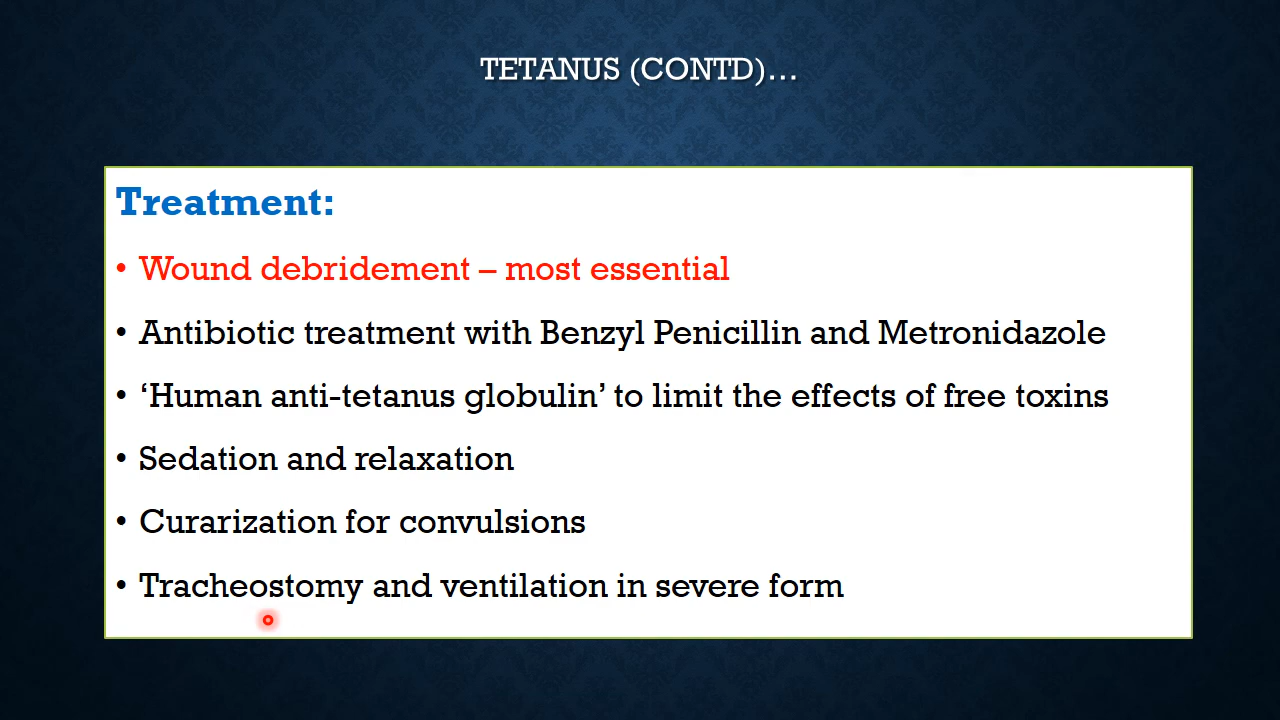 TETANUS (CONTD)...
Treatment:
• Wound debridement – most essential
• Antibiotic treatment with Benzyl Penicillin and Metronidazole
• ‘Human anti-tetanus globulin’ to limit the effects of free toxins
• Sedation and relaxation
• Curarization for convulsions
• Tracheostomy and ventilation in severe form